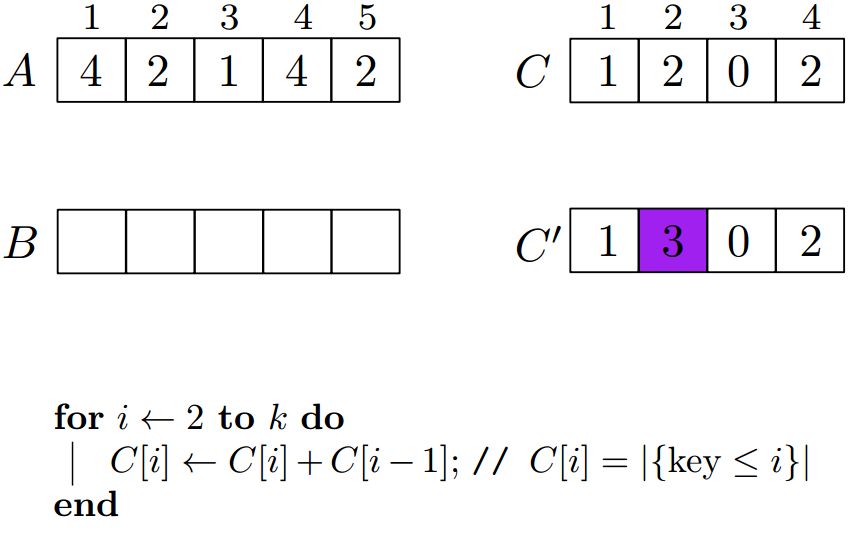 1 2 3 4 5 1 2 3 4
A 4 2 1 4 2 C 1 2 0 2
B C′ 1 3 0 2
for i ← 2 to k do
| C[i] ← C[i] + C[i − 1]; // C[i] = |{key ≤ i}|
end